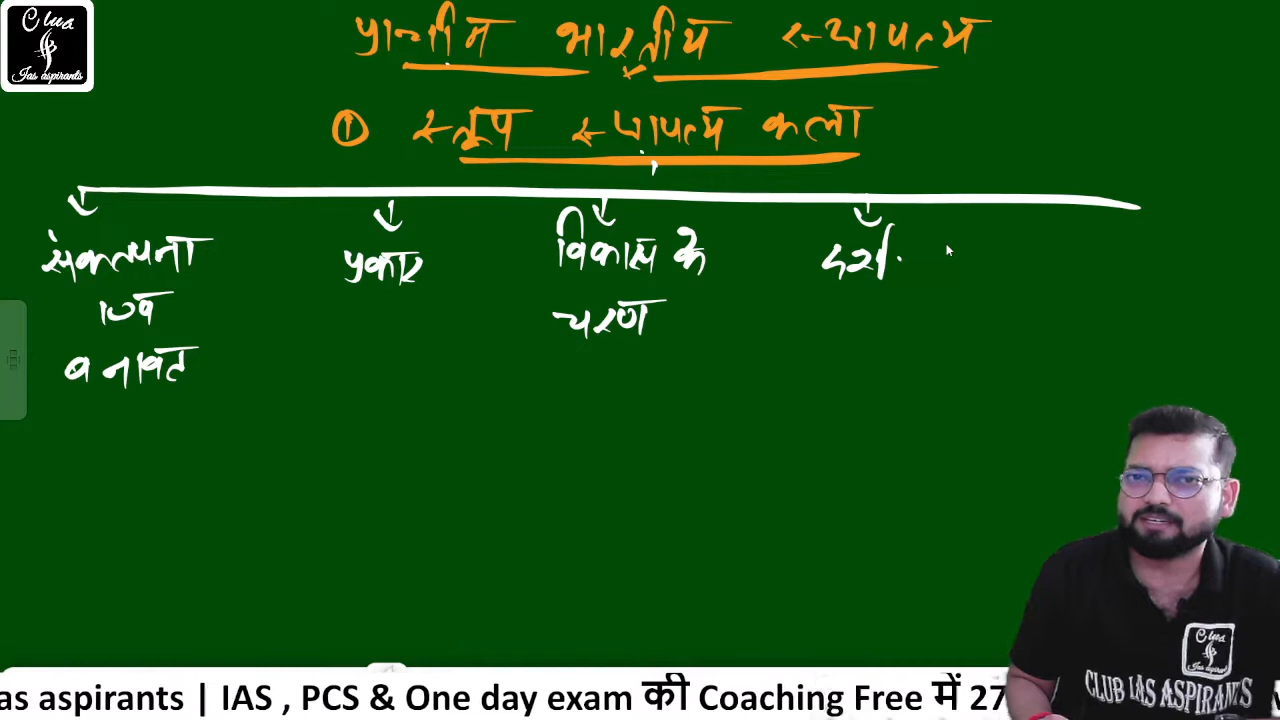 Club
Ias aspirants
प्राचीन भारतीय स्थापत्य
① स्तूप स्थापत्य कला
संकल्पना
एवं
बनावट
प्रकार
विकास के
चरण
CLUB IAS ASPIRANTS
as aspirants | IAS , PCS & One day exam की Coaching Free में 27